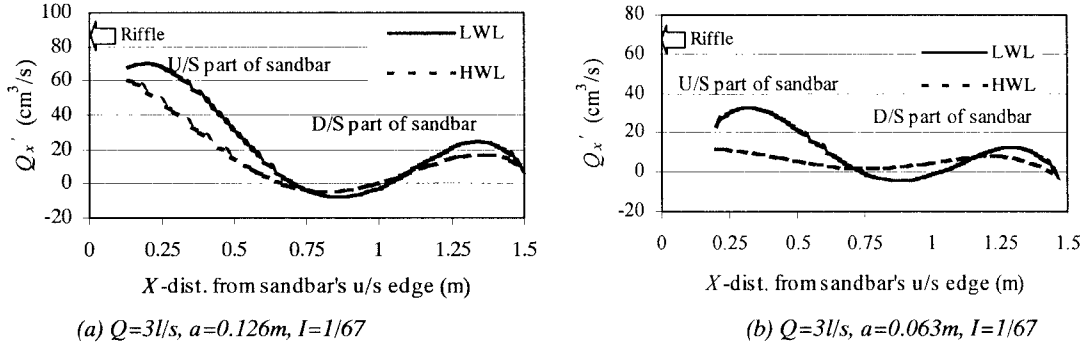 100
80
60
40
20
0
-20
Qx' (cm³/s)
Riffle
LWL
HWL
U/S part of sandbar
D/S part of sandbar
0 0.25 0.5 0.75 1 1.25 1.5
X-dist. from sandbar's u/s edge (m)
(a) Q=3l/s, a=0.126m, I=1/67
80
60
40
20
0
-20
Qx' (cm³/s)
Riffle
LWL
HWL
U/S part of sandbar
D/S part of sandbar
0 0.25 0.5 0.75 1 1.25 1.5
X-dist. from sandbar's u/s edge (m)
(b) Q=3l/s, a=0.063m, I=1/67